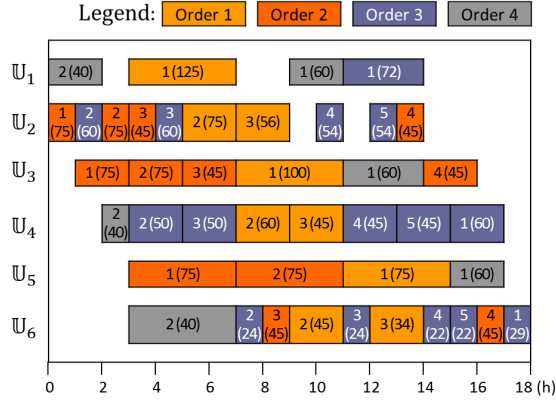 Legend: Order 1 Order 2 Order 3 Order 4
𝕌1 2 (40) 1 (125) 1 (60) 1 (72)
𝕌2 1 (75) 2 (60) 2 (75) 3 (45) 3 (60) 2 (75) 3 (56) 4 (54) 5 (54) 4 (45)
𝕌3 1 (75) 2 (75) 3 (45) 1 (100) 1 (60) 4 (45)
𝕌4 2 (40) 2 (50) 3 (50) 2 (60) 3 (45) 4 (45) 5 (45) 1 (60)
𝕌5 1 (75) 2 (75) 1 (75) 1 (60)
𝕌6 2 (40) 2 (24) 3 (45) 2 (45) 3 (24) 3 (34) 4 (22) 5 (22) 4 (45) 1 (29)
0 2 4 6 8 10 12 14 16 18 (h)